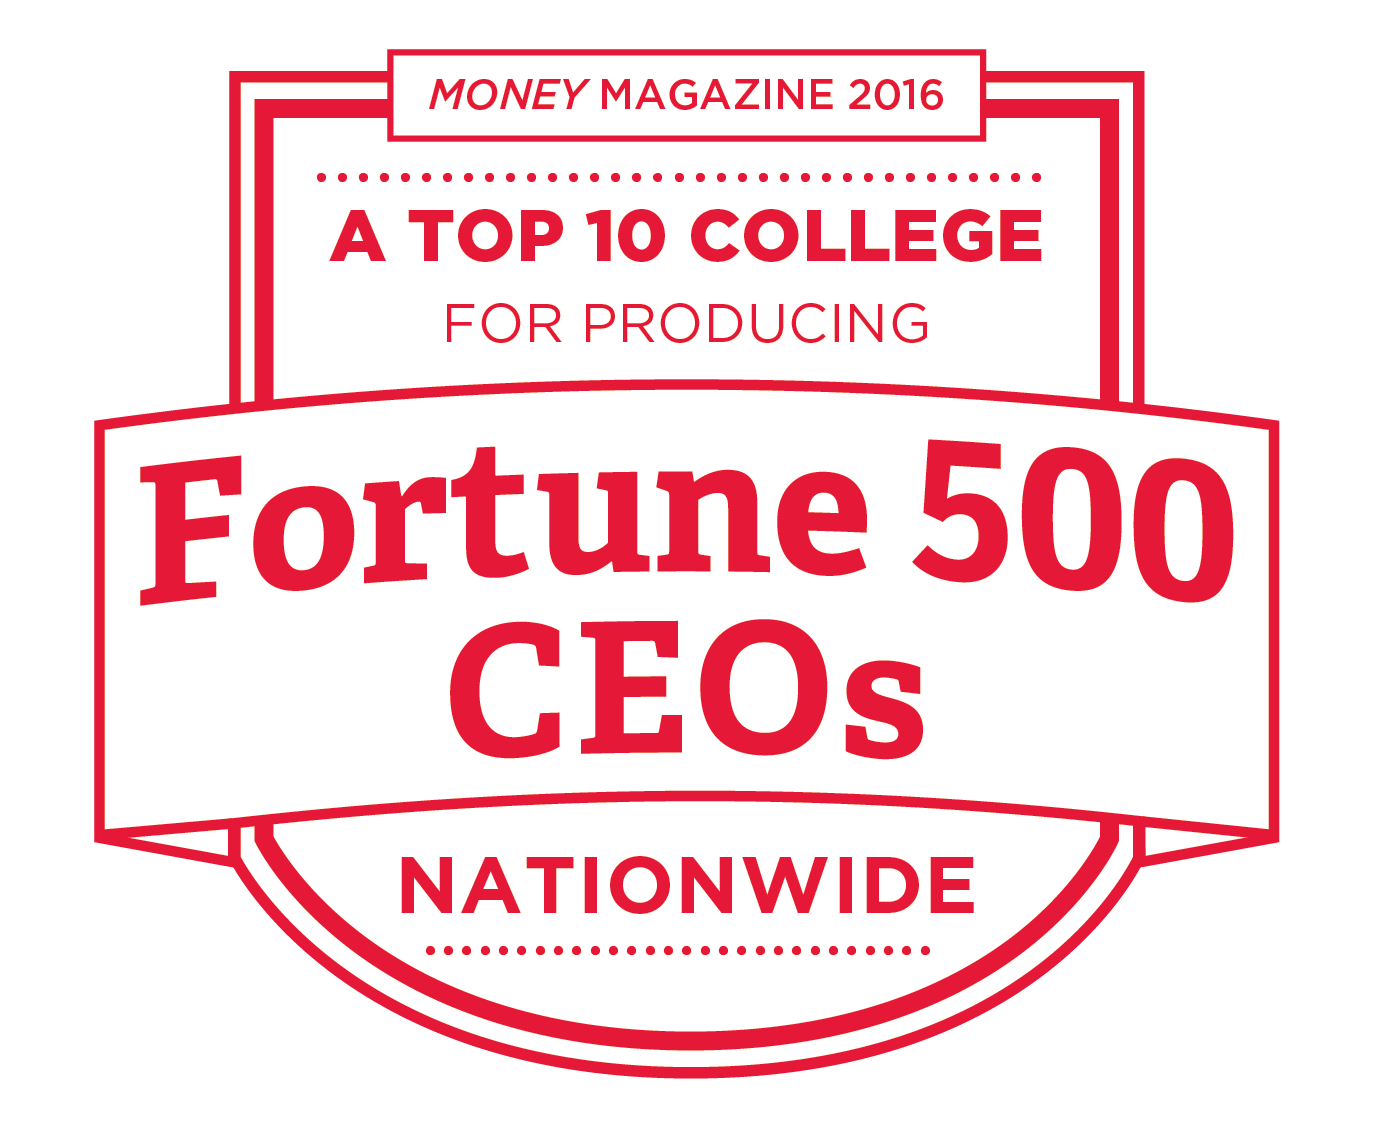 MONEY MAGAZINE 2016
A TOP 10 COLLEGE
FOR PRODUCING
Fortune 500
CEOs
NATIONWIDE